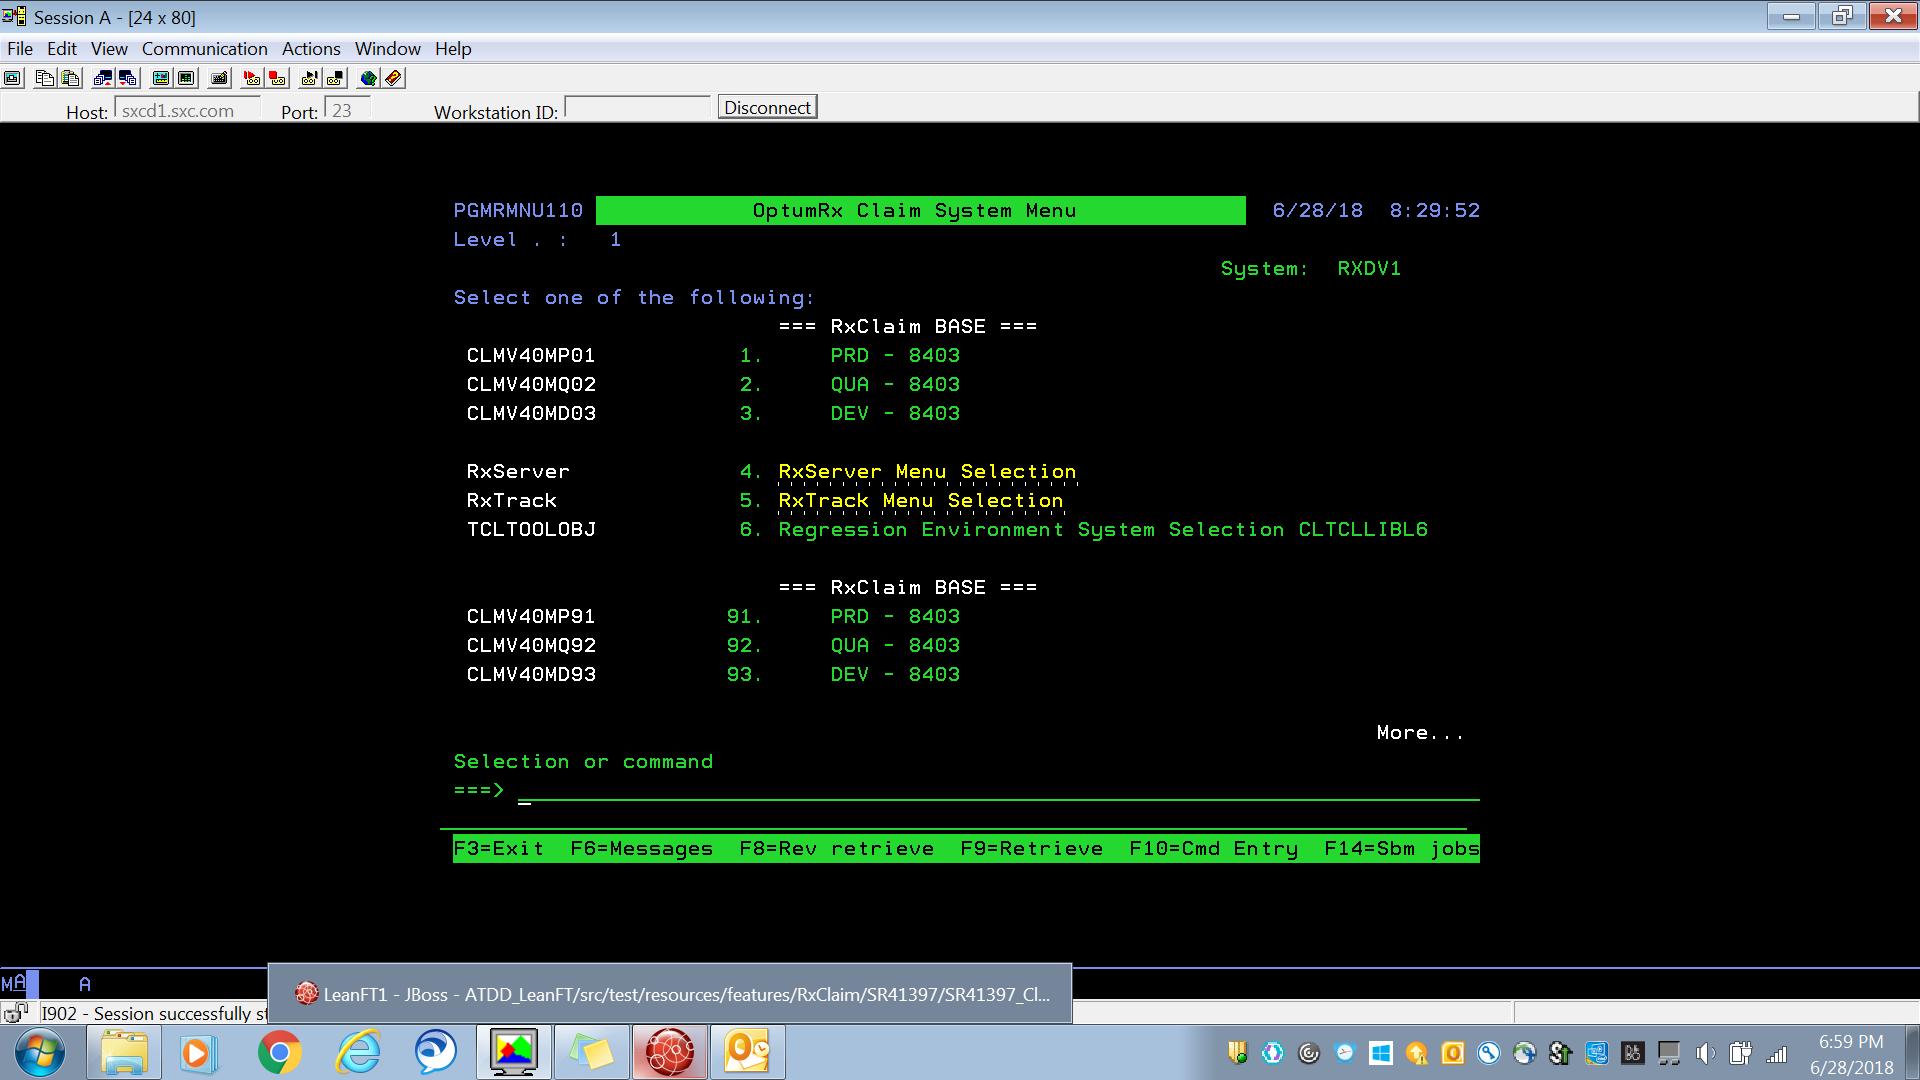 Session A - [24 x 80]
File Edit View Communication Actions Window Help
Host: sxcd1.sxc.com Port: 23 Workstation ID: Disconnect
PGMRMNU110 OptumRx Claim System Menu 6/28/18 8:29:52
Level . : 1
System: RXDV1
Select one of the following:
=== RxClaim BASE ===
CLMV40MP01 1. PRD - 8403
CLMV40MQ02 2. QUA - 8403
CLMV40MD03 3. DEV - 8403
RxServer 4. RxServer Menu Selection
RxTrack 5. RxTrack Menu Selection
TCLTOOLOBJ 6. Regression Environment System Selection CLTCLLIBL6
=== RxClaim BASE ===
CLMV40MP91 91. PRD - 8403
CLMV40MQ92 92. QUA - 8403
CLMV40MD93 93. DEV - 8403
More...
Selection or command
===> _
F3=Exit F6=Messages F8=Rev retrieve F9=Retrieve F10=Cmd Entry F14=Sbm jobs
MA A
LeanFT1 - JBoss - ATDD_LeanFT/src/test/resources/features/RxClaim/SR41397/SR41397_Cl...
I902 - Session successfully st
6:59 PM
6/28/2018